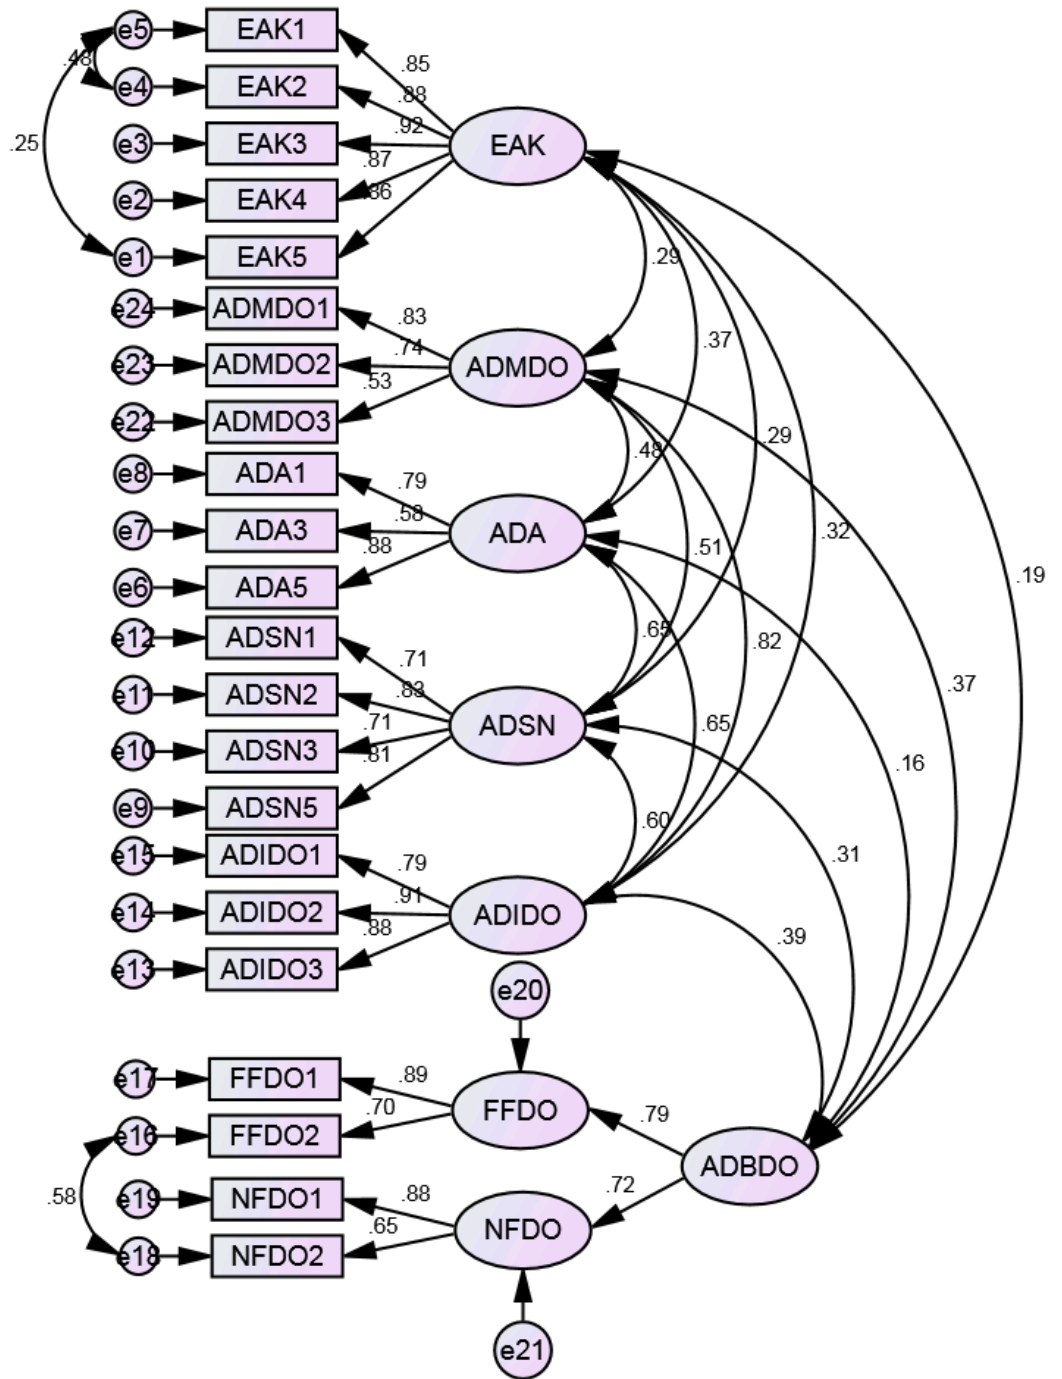 e5 EAK1
.85
.48
e4 EAK2
.88
.92
.25
e3 EAK3
EAK
.87
e2 EAK4
.86
e1 EAK5
.29
e24 ADMDO1
.83
.37
.74
e23 ADMDO2
ADMDO
.53
e22 ADMDO3
.29
.48
e8 ADA1
.79
.58
e7 ADA3
ADA
.32
.88
.51
.19
e6 ADA5
e12 ADSN1
.65
.82
.71
e11 ADSN2
.83
.37
.71
ADSN
.65
e10 ADSN3
.81
.16
e9 ADSN5
.60
e15 ADIDO1
.79
.31
.91
e14 ADIDO2
ADIDO
.88
.39
e13 ADIDO3
e20
e17 FFDO1
.89
.70
FFDO
.79
e16 FFDO2
ADBDO
.58
e19 NFDO1
.88
.72
.65
NFDO
e18 NFDO2
e21